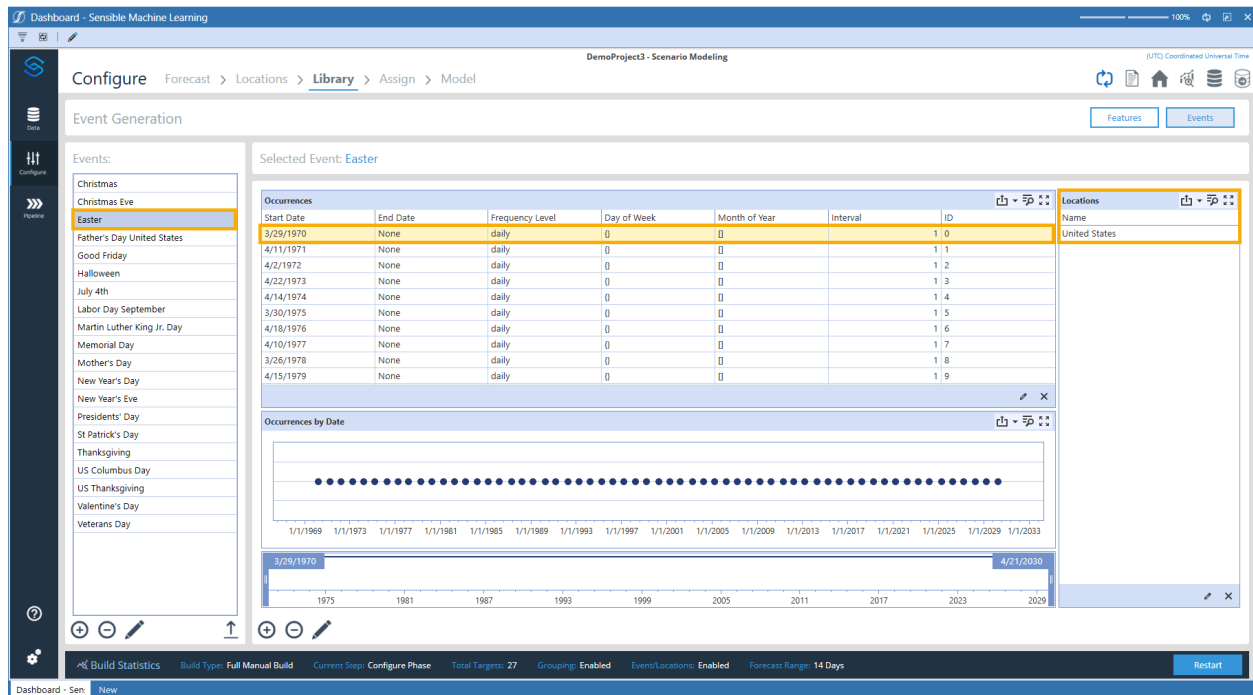 Dashboard - Sensible Machine Learning
100%
DemoProject3 - Scenario Modeling
(UTC) Coordinated Universal Time
Configure Forecast > Locations > Library > Assign > Model
Data
Configure
Pipeline
Event Generation
Features
Events
Events:
Christmas
Christmas Eve
Easter
Father's Day United States
Good Friday
Halloween
July 4th
Labor Day September
Martin Luther King Jr. Day
Memorial Day
Mother's Day
New Year's Day
New Year's Eve
Presidents' Day
St Patrick's Day
Thanksgiving
US Columbus Day
US Thanksgiving
Valentine's Day
Veterans Day
Selected Event: Easter
Occurrences
Start Date End Date Frequency Level Day of Week Month of Year Interval ID
3/29/1970 None daily {} [] 1 0
4/11/1971 None daily {} [] 1 1
4/2/1972 None daily {} [] 1 2
4/22/1973 None daily {} [] 1 3
4/14/1974 None daily {} [] 1 4
3/30/1975 None daily {} [] 1 5
4/18/1976 None daily {} [] 1 6
4/10/1977 None daily {} [] 1 7
3/26/1978 None daily {} [] 1 8
4/15/1979 None daily {} [] 1 9
Locations
Name
United States
Occurrences by Date
1/1/1969 1/1/1973 1/1/1977 1/1/1981 1/1/1985 1/1/1989 1/1/1993 1/1/1997 1/1/2001 1/1/2005 1/1/2009 1/1/2013 1/1/2017 1/1/2021 1/1/2025 1/1/2029 1/1/2033
3/29/1970 4/21/2030
1975 1981 1987 1993 1999 2005 2011 2017 2023 2029
Build Statistics Build Type: Full Manual Build Current Step: Configure Phase Total Targets: 27 Grouping: Enabled Event/Locations: Enabled Forecast Range: 14 Days Restart
Dashboard - Sen: New